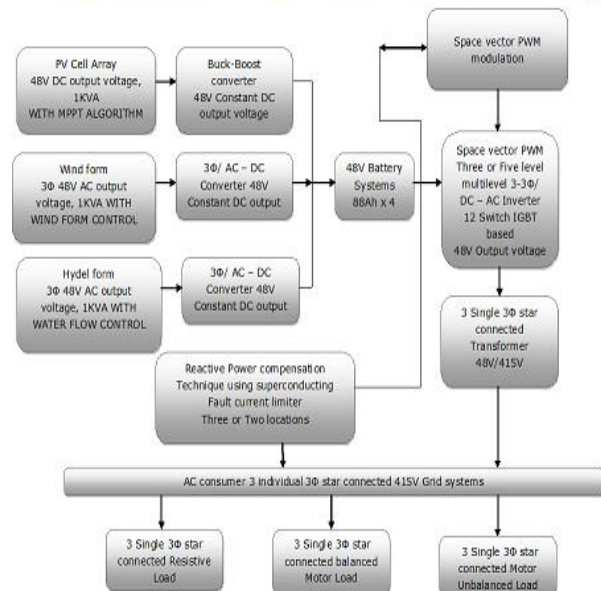 PV Cell Array
48V DC output voltage,
1KVA
WITH MPPT ALGORITHM
Buck-Boost
converter
48V Constant DC
output voltage
Space vector PWM
modulation
Wind form
3Φ 48V AC output
voltage, 1KVA WITH
WIND FORM CONTROL
3Φ/ AC – DC
Converter 48V
Constant DC output
48V Battery
Systems
88Ah x 4
Space vector PWM
Three or Five level
multilevel 3-3Φ/
DC – AC Inverter
12 Switch IGBT
based
48V Output voltage
Hydel form
3Φ 48V AC output
voltage, 1KVA WITH
WATER FLOW CONTROL
3Φ/ AC – DC
Converter 48V
Constant DC output
3 Single 3Φ star
connected
Transformer
48V/415V
Reactive Power compensation
Technique using superconducting
Fault current limiter
Three or Two locations
AC consumer 3 individual 3Φ star connected 415V Grid systems
3 Single 3Φ star
connected Resistive
Load
3 Single 3Φ star
connected balanced
Motor Load
3 Single 3Φ star
connected Motor
Unbalanced Load